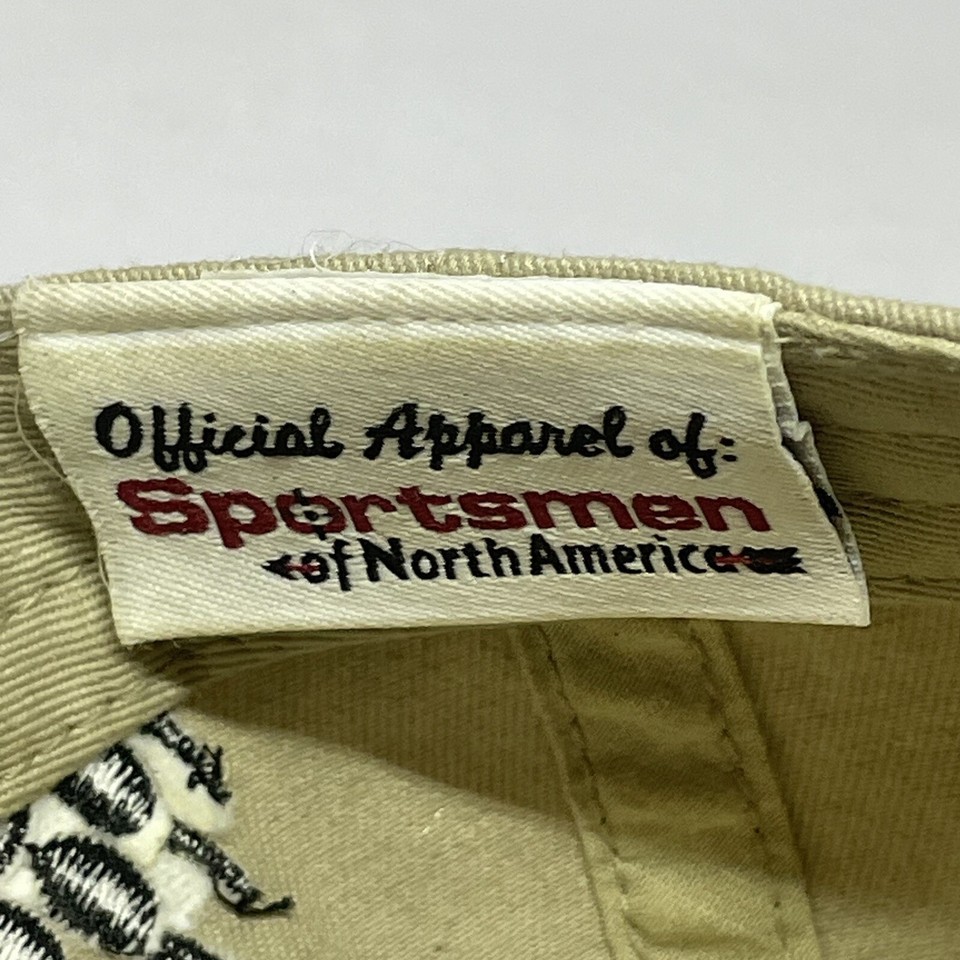 Official Apparel of:
Sportsmen
of North America